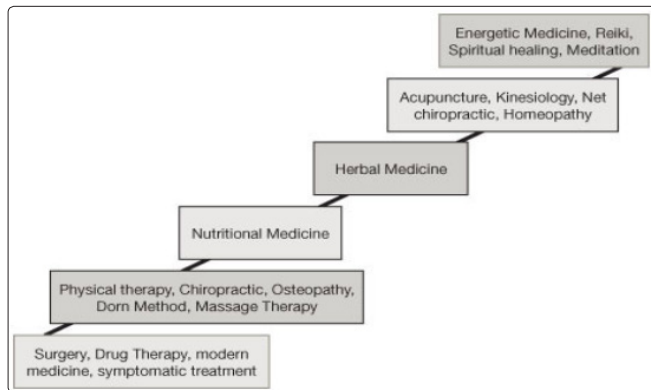 Energetic Medicine, Reiki,
Spiritual healing, Meditation
Acupuncture, Kinesiology, Net
chiropractic, Homeopathy
Herbal Medicine
Nutritional Medicine
Physical therapy, Chiropractic, Osteopathy,
Dorn Method, Massage Therapy
Surgery, Drug Therapy, modern
medicine, symptomatic treatment